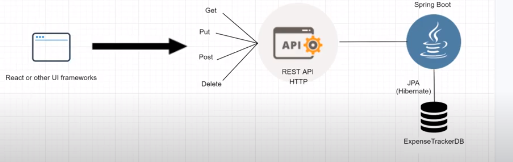 Get
Put
Post
Delete
React or other UI frameworks
API
REST API
HTTP
Spring Boot
JPA
(Hibernate)
ExpenseTrackerDB